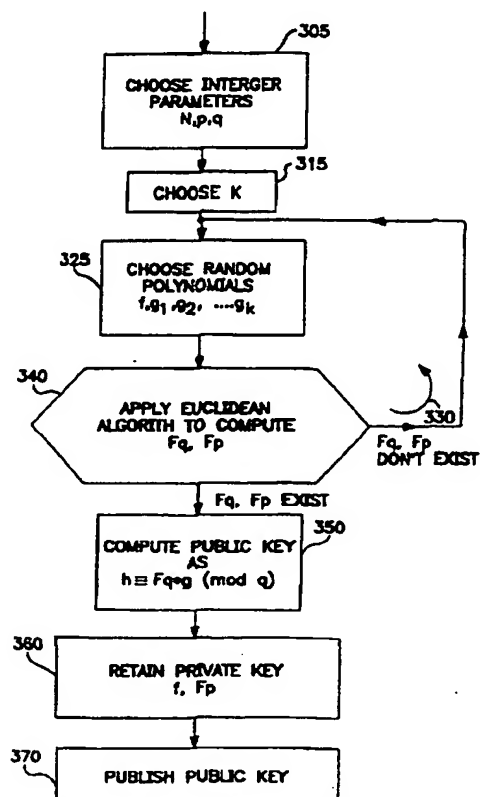 305
CHOOSE INTERGER
PARAMETERS
N,p,q
315
CHOOSE K
325
CHOOSE RANDOM
POLYNOMIALS
f,g1,g2, ....gk
340
APPLY EUCLIDEAN
ALGORITH TO COMPUTE
Fq, Fp
330
Fq, Fp
DON'T EXIST
Fq, Fp EXIST
350
COMPUTE PUBLIC KEY
AS
h ≡ Fq*g (mod q)
360
RETAIN PRIVATE KEY
f, Fp
370
PUBLISH PUBLIC KEY